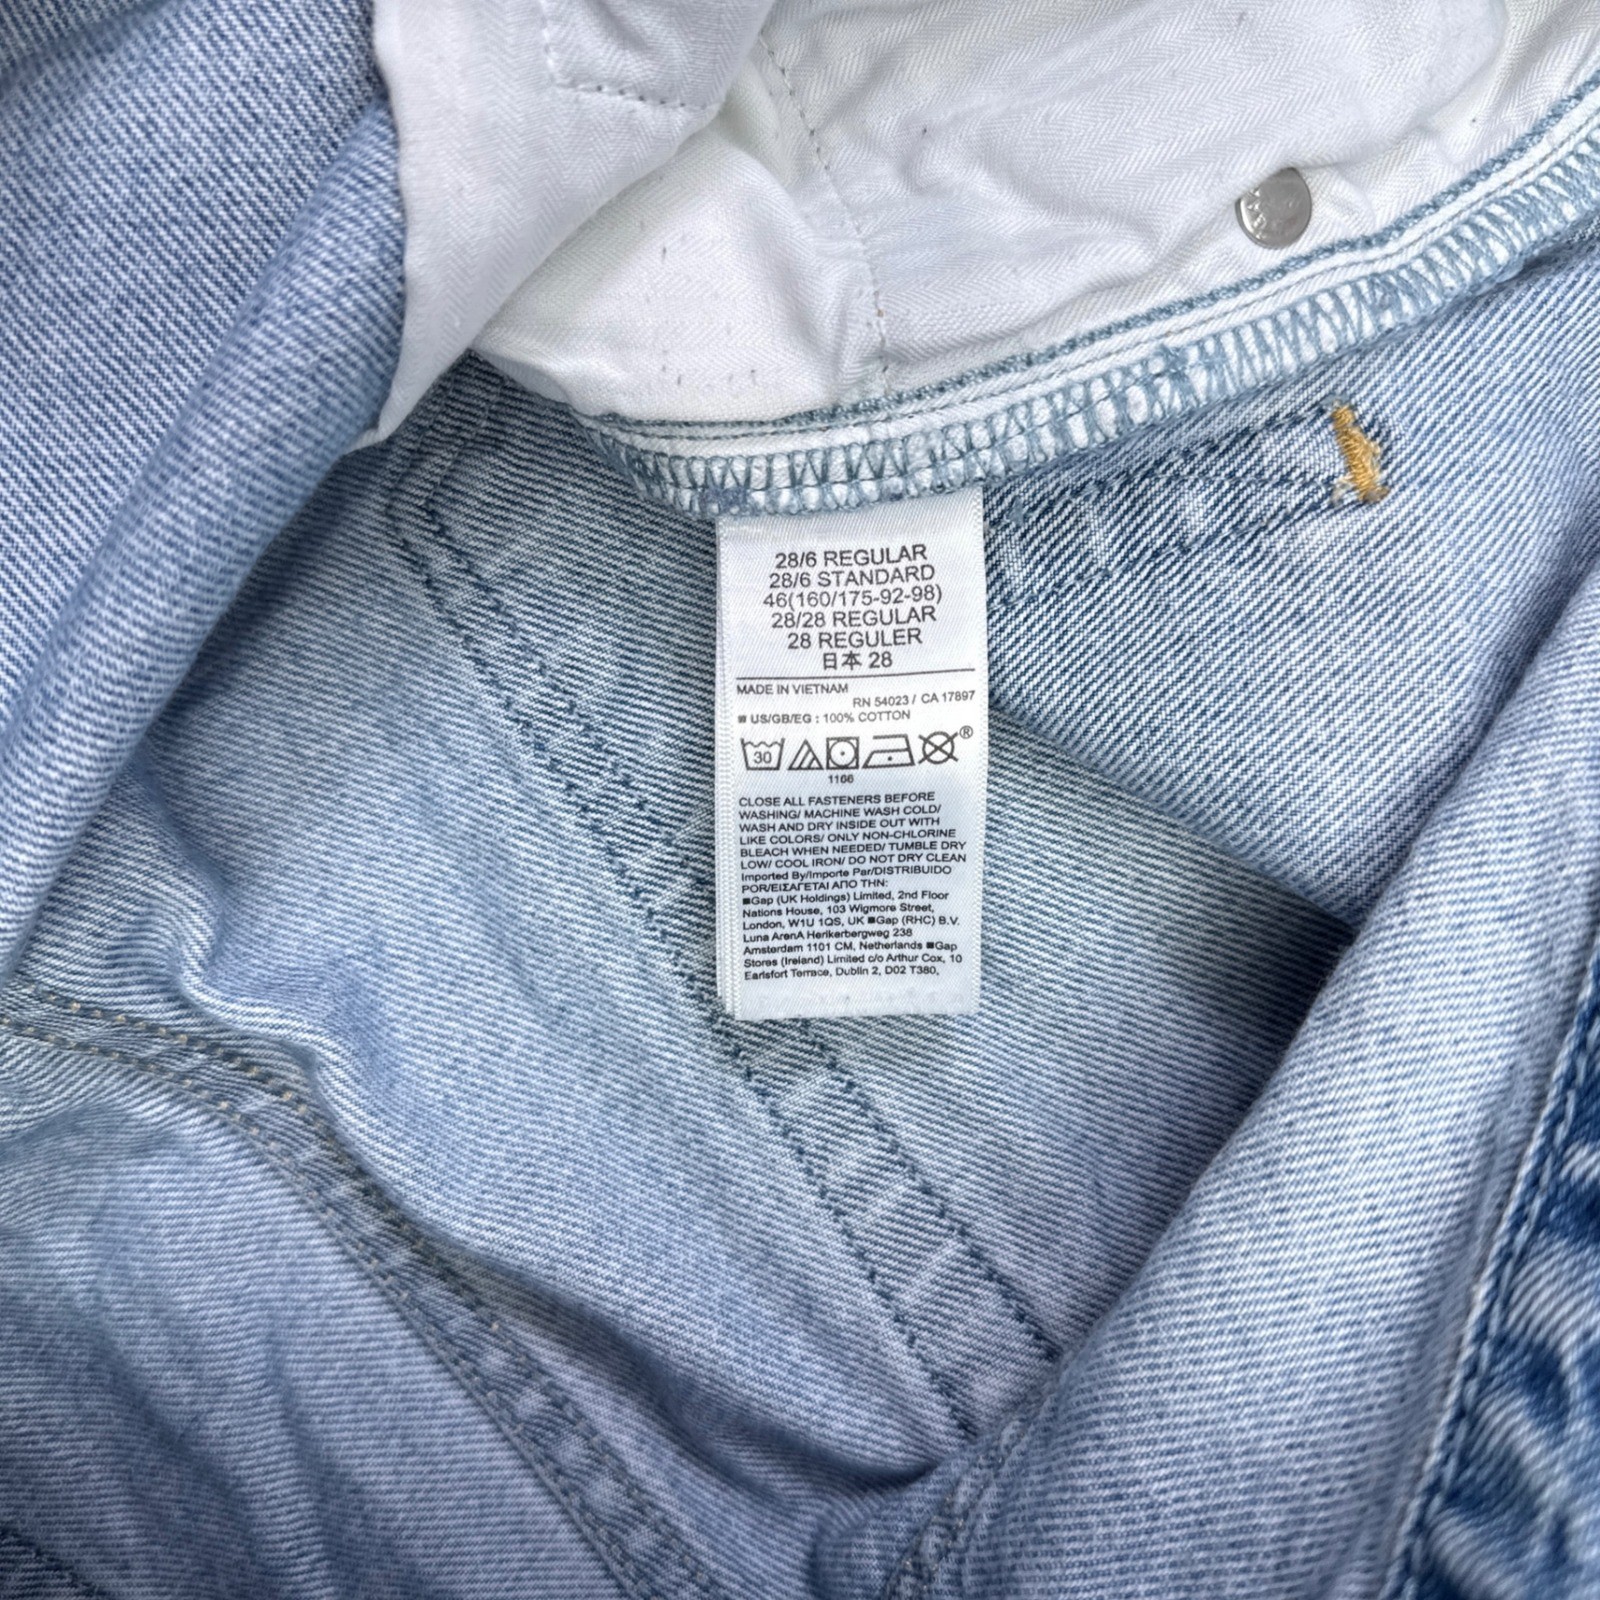 28/6 REGULAR
28/6 STANDARD
46(160/175-92-98)
28/28 REGULAR
28 REGULER
日本 28
MADE IN VIETNAM
RN 54023 / CA 17897
US/GB/EG : 100% COTTON
30
®
1166
CLOSE ALL FASTENERS BEFORE
WASHING/ MACHINE WASH COLD/
WASH AND DRY INSIDE OUT WITH
LIKE COLORS/ ONLY NON-CHLORINE
BLEACH WHEN NEEDED/ TUMBLE DRY
LOW/ COOL IRON/ DO NOT DRY CLEAN
Imported By/Importe Par/DISTRIBUIDO
POR/ΕΙΣΑΓΕΤΑΙ ΑΠΟ ΤΗΝ:
■Gap (UK Holdings) Limited, 2nd Floor
Nations House, 103 Wigmore Street,
London, W1U 1QS, UK ■Gap (RHC) B.V.
Luna ArenA Herikerbergweg 238
Amsterdam 1101 CM, Netherlands ■Gap
Stores (Ireland) Limited c/o Arthur Cox, 10
Earlsfort Terrace, Dublin 2, D02 T380,